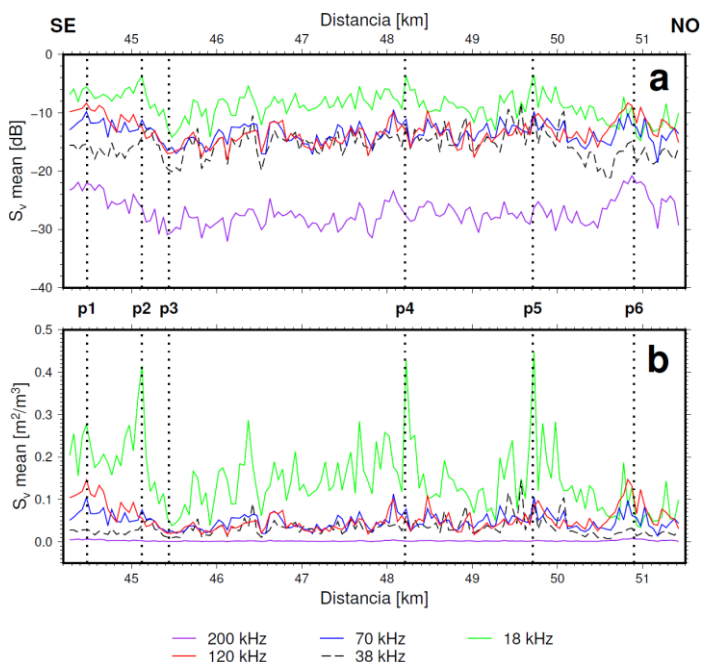 SE Distancia [km] NO
45 46 47 48 49 50 51
0
−10
−20
−30
−40
Sᵥ mean [dB]
a
p1 p2 p3 p4 p5 p6
0.5
0.4
0.3
0.2
0.1
0.0
Sᵥ mean [m²/m³]
b
45 46 47 48 49 50 51
Distancia [km]
200 kHz 70 kHz 18 kHz
120 kHz 38 kHz